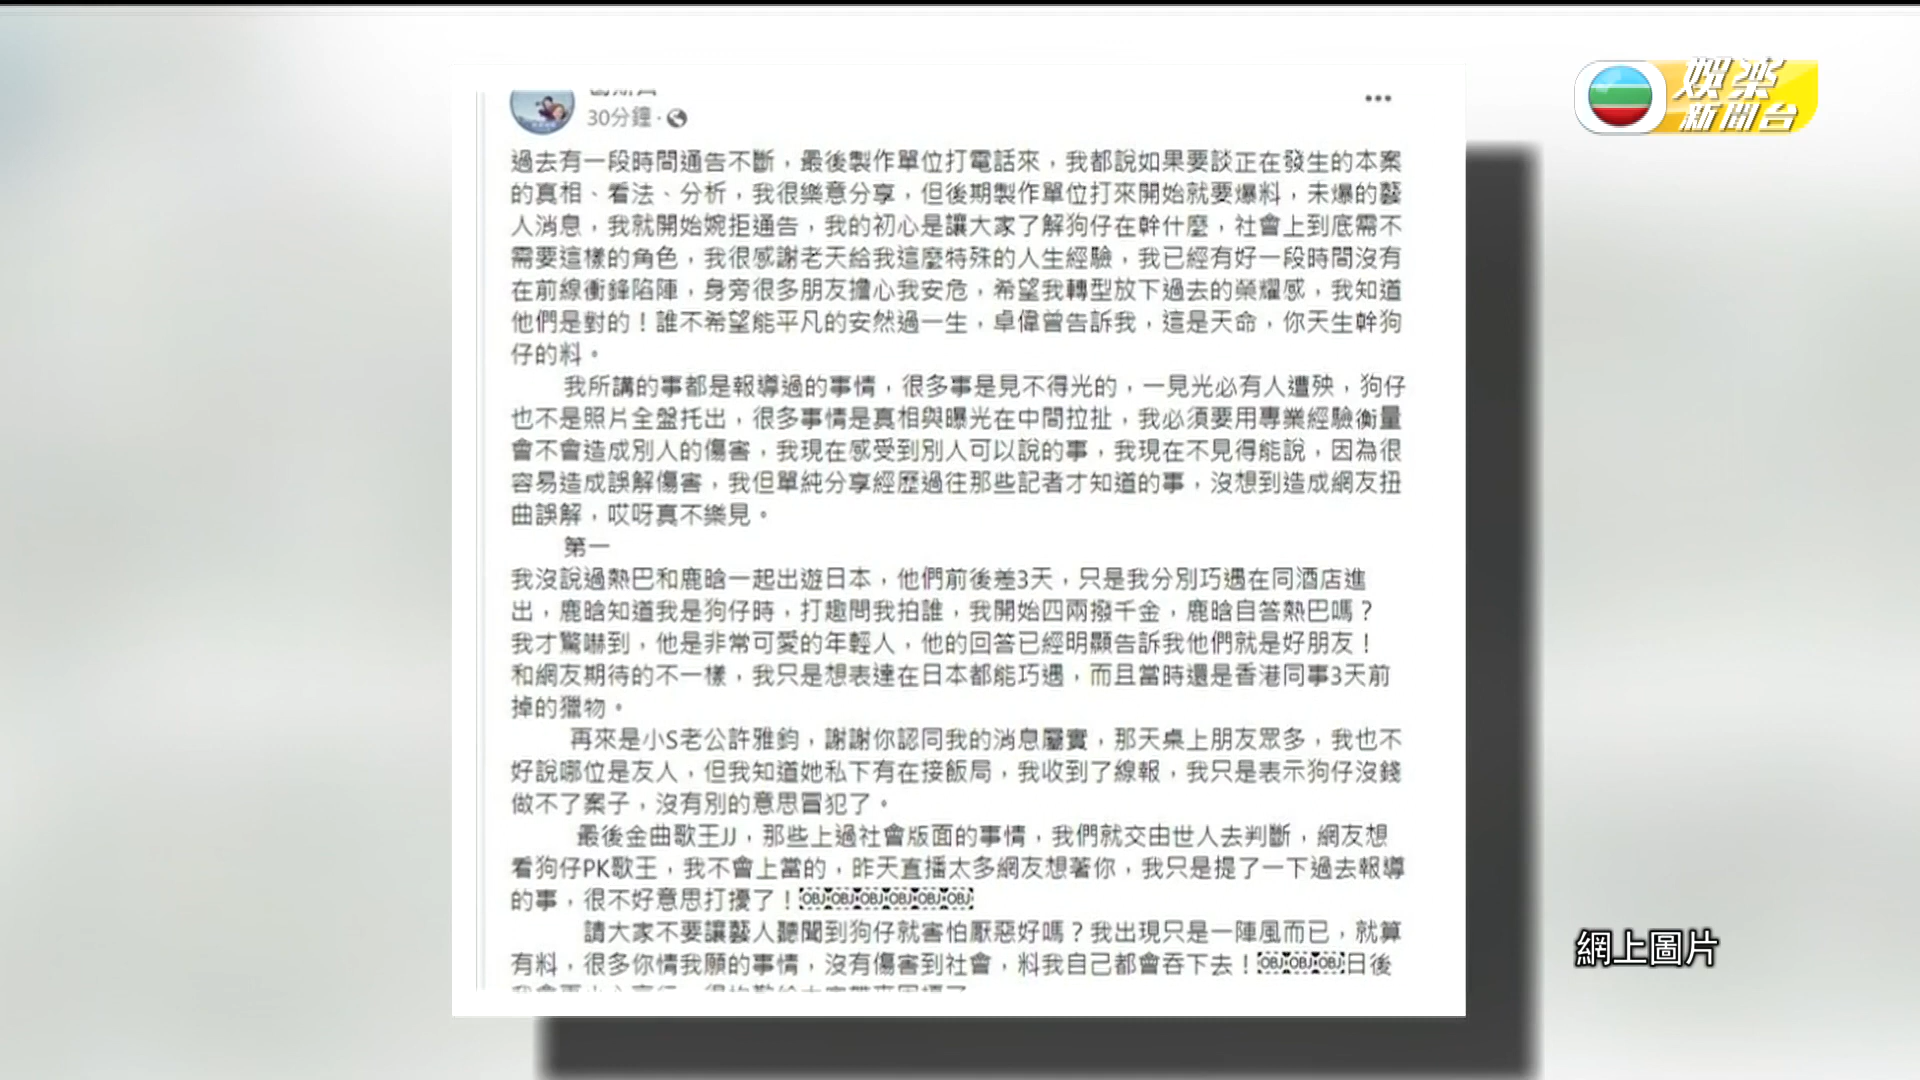 娛樂
新聞台
30分鐘
過去有一段時間通告不斷，最後製作單位打電話來，我都說如果要談正在發生的本案
的真相、看法、分析，我很樂意分享，但後期製作單位打來開始就要爆料，未爆的藝
人消息，我就開始婉拒通告，我的初心是讓大家了解狗仔在幹什麼，社會上到底需不
需要這樣的角色，我很感謝老天給我這麼特殊的人生經驗，我已經有好一段時間沒有
在前線衝鋒陷陣，身旁很多朋友擔心我安危，希望我轉型放下過去的榮耀感，我知道
他們是對的！誰不希望能平凡的安然過一生，卓偉曾告訴我，這是天命，你天生幹狗
仔的料。
我所講的事都是報導過的事情，很多事是見不得光的，一見光必有人遭殃，狗仔
也不是照片全盤托出，很多事情是真相與曝光在中間拉扯，我必須要用專業經驗衡量
會不會造成別人的傷害，我現在感受到別人可以說的事，我現在不見得能說，因為很
容易造成誤解傷害，我但單純分享經歷過往那些記者才知道的事，沒想到造成網友扭
曲誤解，哎呀真不樂見。
第一
我沒說過熱巴和鹿晗一起出遊日本，他們前後差3天，只是我分別巧遇在同酒店進
出，鹿晗知道我是狗仔時，打趣問我拍誰，我開始四兩撥千金，鹿晗自答熱巴嗎？
我才驚嚇到，他是非常可愛的年輕人，他的回答已經明顯告訴我他們就是好朋友！
和網友期待的不一樣，我只是想表達在日本都能巧遇，而且當時還是香港同事3天前
掉的獵物。
再來是小S老公許雅鈞，謝謝你認同我的消息屬實，那天桌上朋友眾多，我也不
好說哪位是友人，但我知道她私下有在接飯局，我收到了線報，我只是表示狗仔沒錢
做不了案子，沒有別的意思冒犯了。
最後金曲歌王JJ，那些上過社會版面的事情，我們就交由世人去判斷，網友想
看狗仔PK歌王，我不會上當的，昨天直播太多網友想著你，我只是提了一下過去報導
的事，很不好意思打擾了！OBJ OBJ OBJ OBJ OBJ OBJ
請大家不要讓藝人聽聞到狗仔就害怕厭惡好嗎？我出現只是一陣風而已，就算
有料，很多你情我願的事情，沒有傷害到社會，料我自己都會吞下去！OBJ OBJ OBJ日後
網上圖片